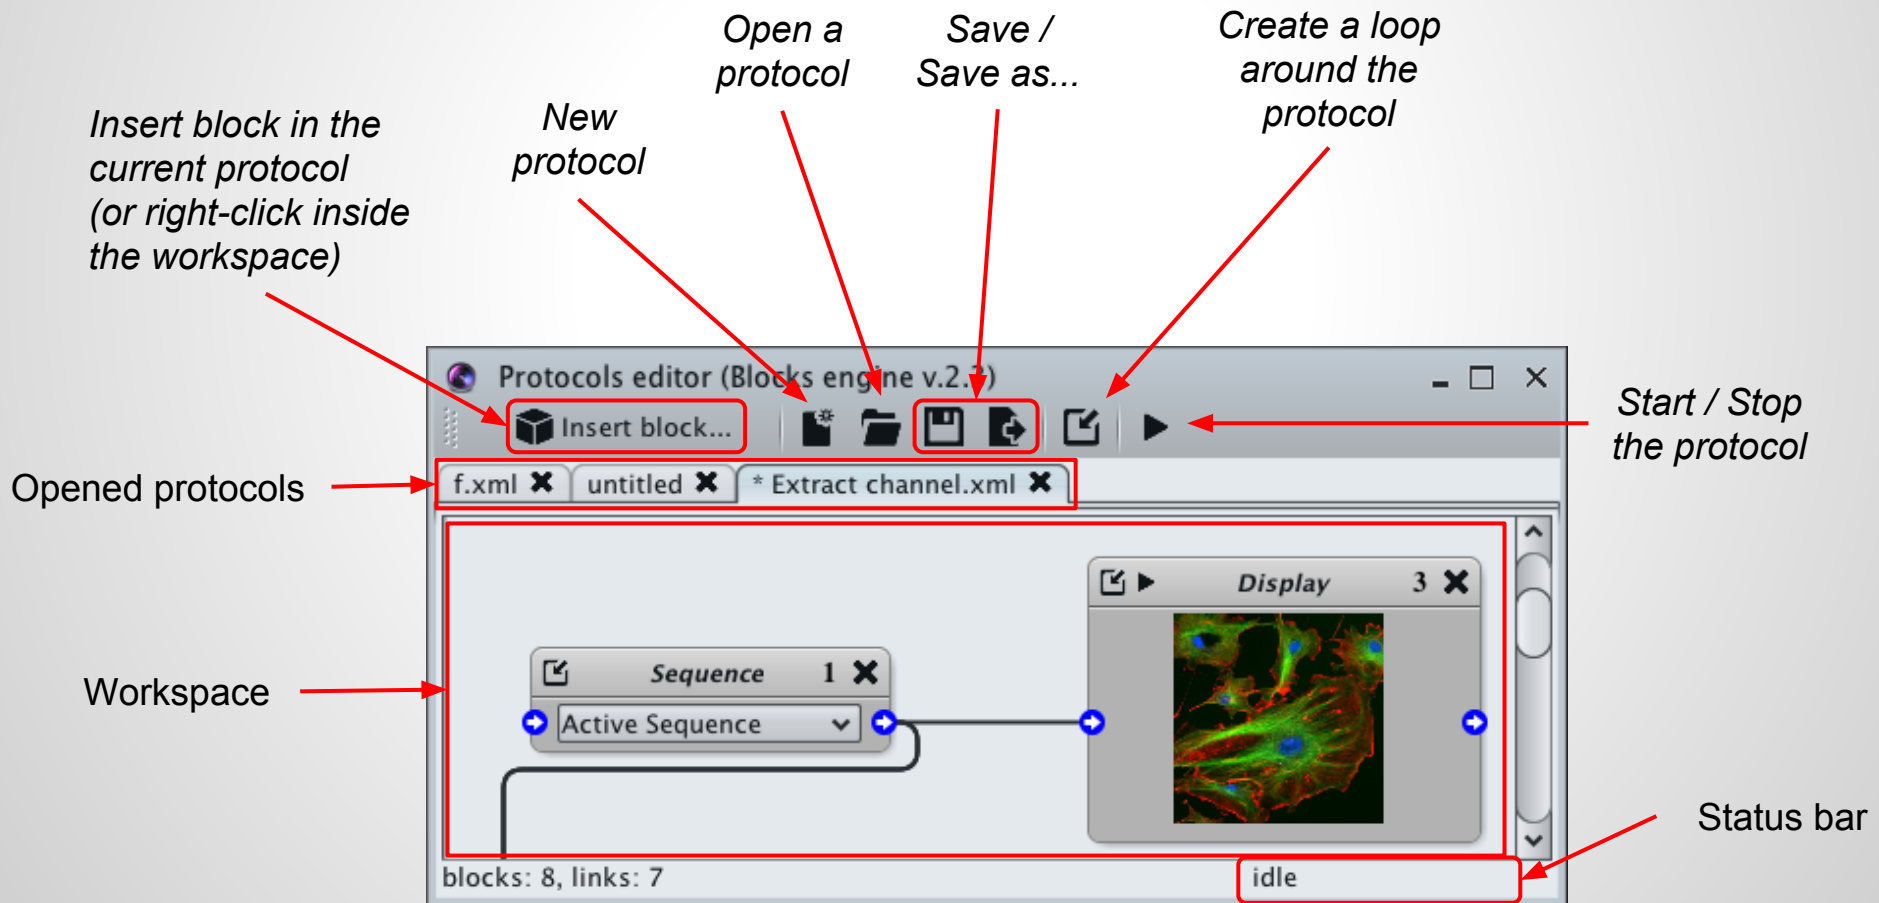 Open a
protocol
Save /
Save as...
Create a loop
around the
protocol
Insert block in the
current protocol
(or right-click inside
the workspace)
New
protocol
Protocols editor (Blocks engine v.2.3)
Insert block...
Start / Stop
the protocol
Opened protocols
f.xml
untitled
* Extract channel.xml
Display 3
Sequence 1
Active Sequence
Workspace
Status bar
blocks: 8, links: 7
idle